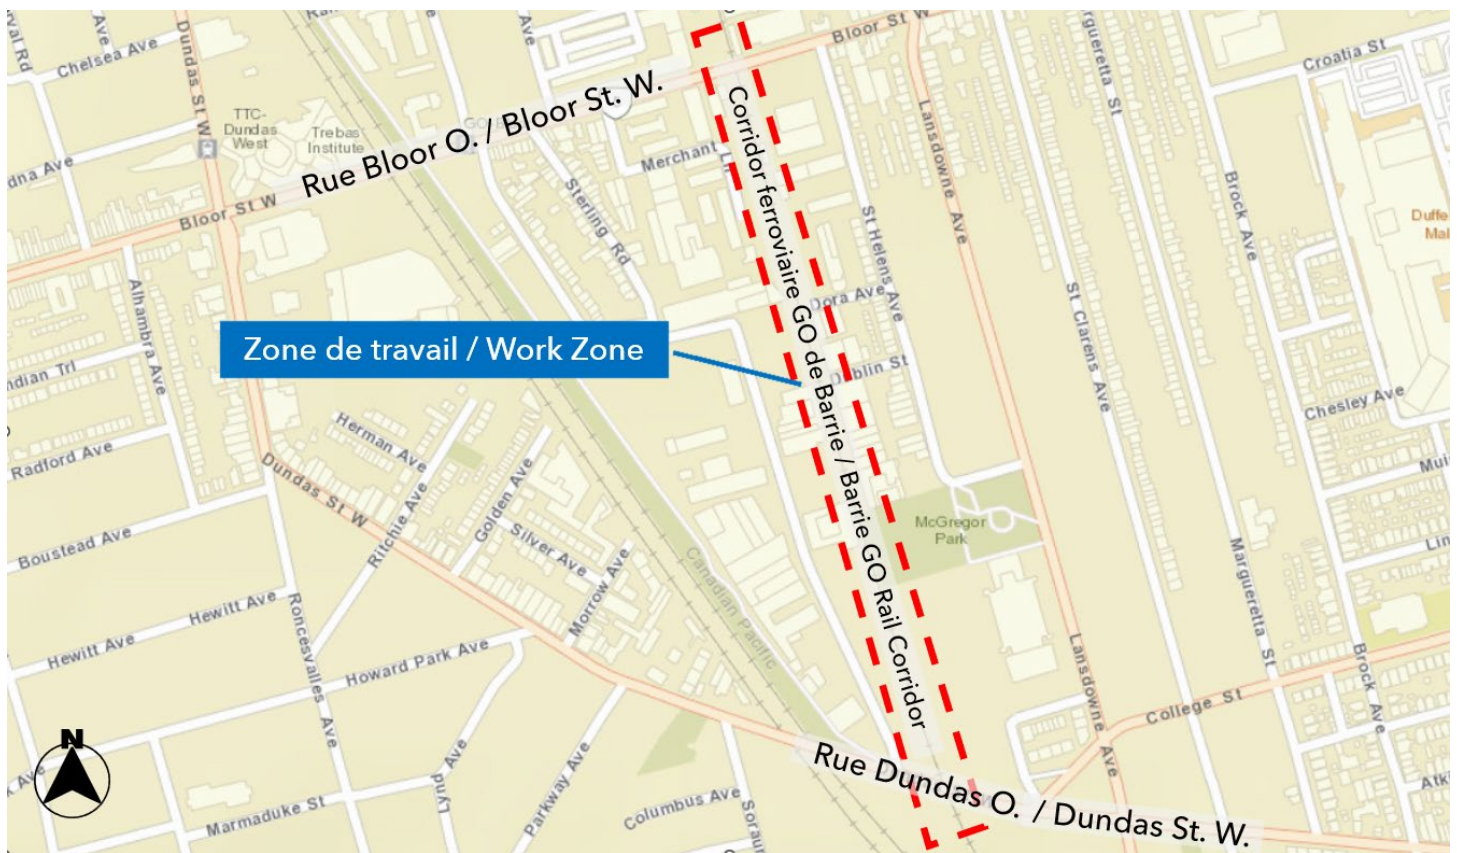 Chelsea Ave
Dundas St W
TTC-
Dundas
West
Trebas
Institute
Rue Bloor O. / Bloor St. W.
Bloor St W
Bloor St W
Merchant Ln
Sterling Rd
Corridor ferroviaire GO de Barrie / Barrie GO Rail Corridor
Lansdowne Ave
St Helens Ave
Margueretta St
Croatia St
Brock Ave
St Clarens Ave
Dora Ave
Alhambra Ave
Zone de travail / Work Zone
Chesley Ave
Radford Ave
Herman Ave
Ritchie Ave
Golden Ave
Silver Ave
Morrow Ave
Dundas St W
Boustead Ave
McGregor
Park
Canadian Pacific
Hewitt Ave
Hewitt Ave
Roncesvalles Ave
Howard Park Ave
Margueretta St
Brock Ave
Lansdowne Ave
College St
N
Rue Dundas O. / Dundas St. W.
Marmaduke St
Lynd Ave
Parkway Ave
Columbus Ave